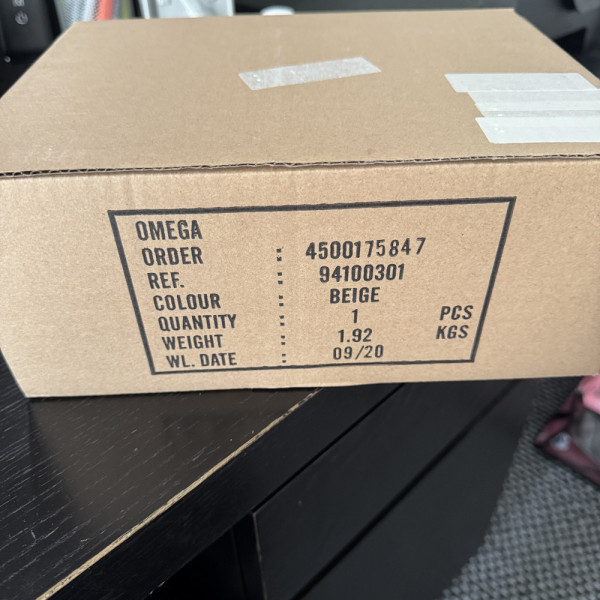 OMEGA
ORDER : 4500175847
REF. : 94100301
COLOUR : BEIGE
QUANTITY : 1 PCS
WEIGHT : 1.92 KGS
WL. DATE : 09/20